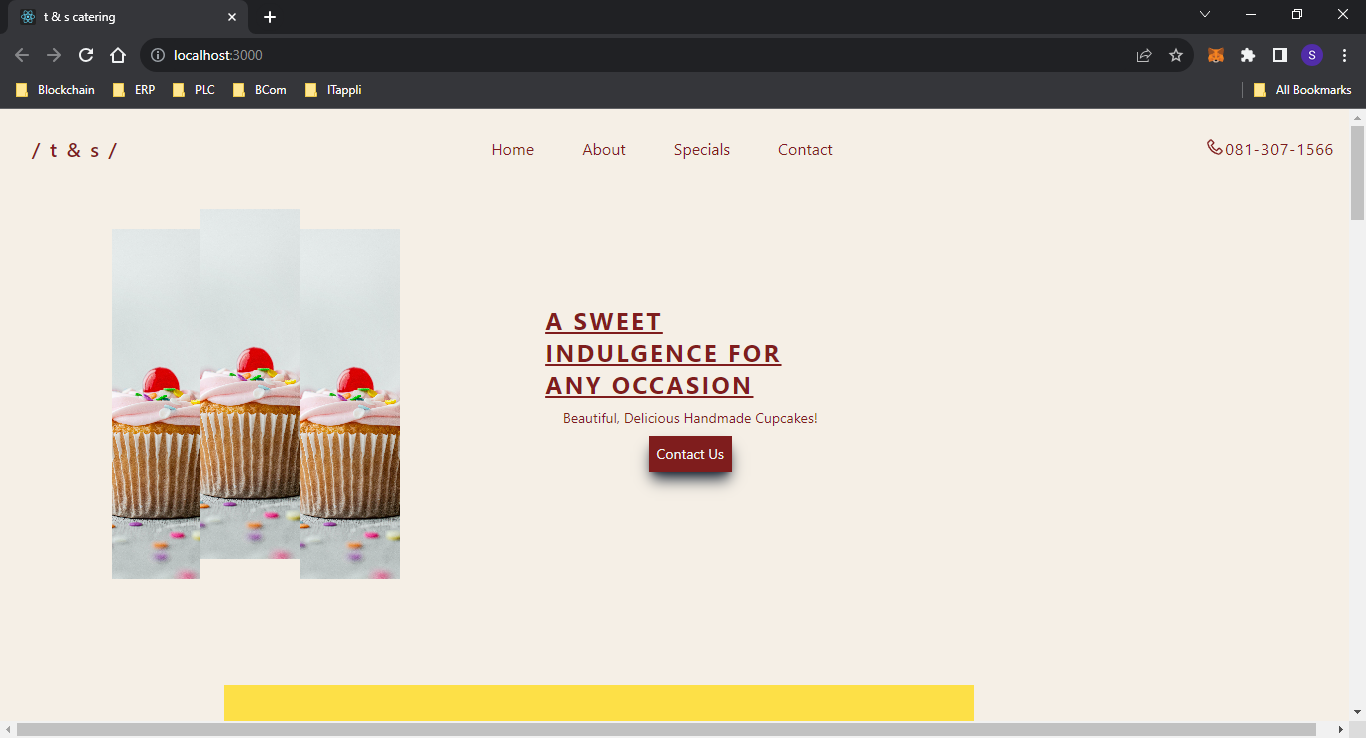 t & s catering
localhost:3000
S
Blockchain ERP PLC BCom ITappli All Bookmarks
/ t & s / Home About Specials Contact 081-307-1566
A SWEET
INDULGENCE FOR
ANY OCCASION
Beautiful, Delicious Handmade Cupcakes!
Contact Us